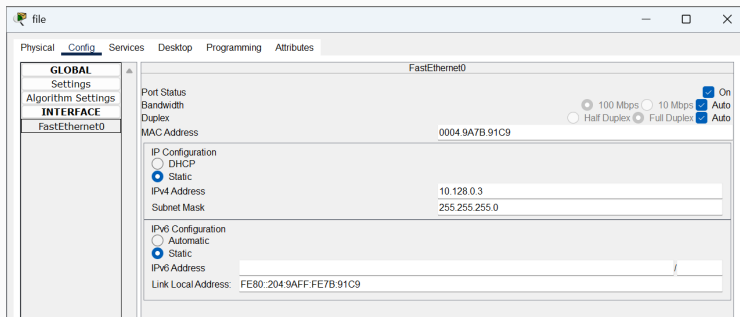 file
Physical Config Services Desktop Programming Attributes
GLOBAL
Settings
Algorithm Settings
INTERFACE
FastEthernet0
FastEthernet0
Port Status On
Bandwidth 100 Mbps 10 Mbps Auto
Duplex Half Duplex Full Duplex Auto
MAC Address 0004.9A7B.91C9
IP Configuration
DHCP
Static
IPv4 Address 10.128.0.3
Subnet Mask 255.255.255.0
IPv6 Configuration
Automatic
Static
IPv6 Address /
Link Local Address: FE80::204:9AFF:FE7B:91C9